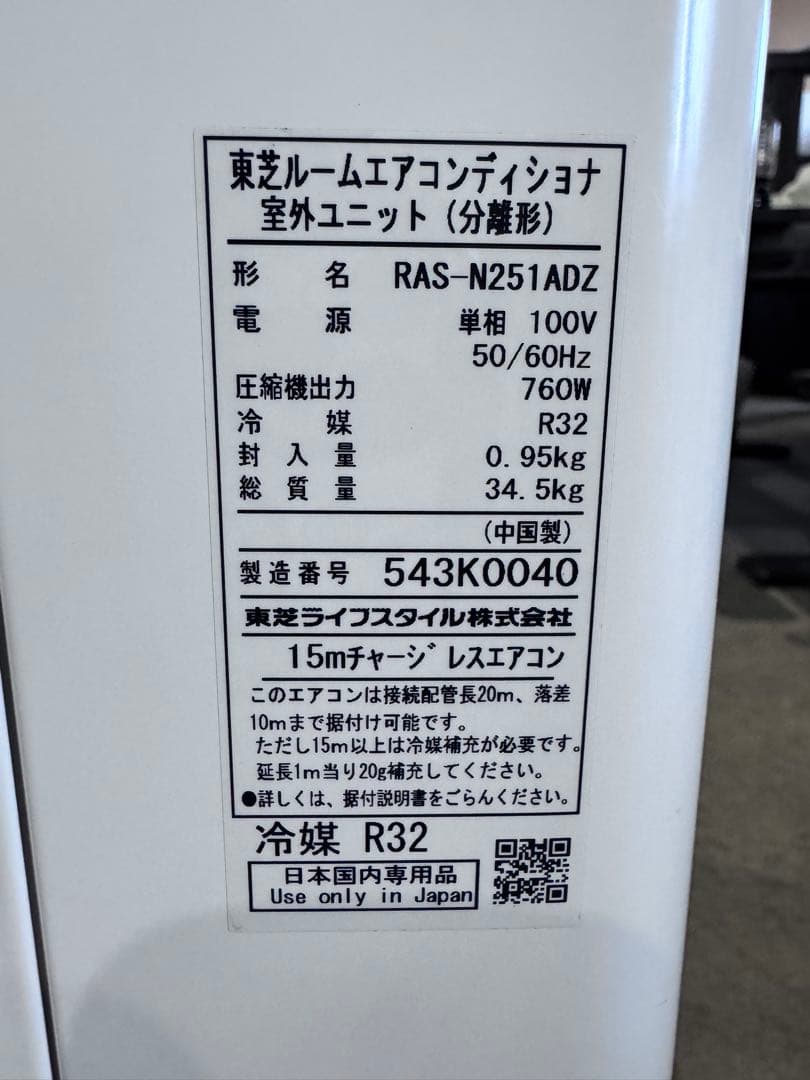 東芝ルームエアコンディショナ
室外ユニット（分離形）
形名 RAS-N251ADZ
電源 単相 100V
50/60Hz
圧縮機出力 760W
冷媒 R32
封入量 0.95kg
総質量 34.5kg
（中国製）
製造番号 543K0040
東芝ライフスタイル株式会社
15mチャージレスエアコン
このエアコンは接続配管長20m、落差
10mまで据付け可能です。
ただし15m以上は冷媒補充が必要です。
延長1m当り20g補充してください。
●詳しくは、据付説明書をごらんください。
冷媒 R32
日本国内専用品
Use only in Japan